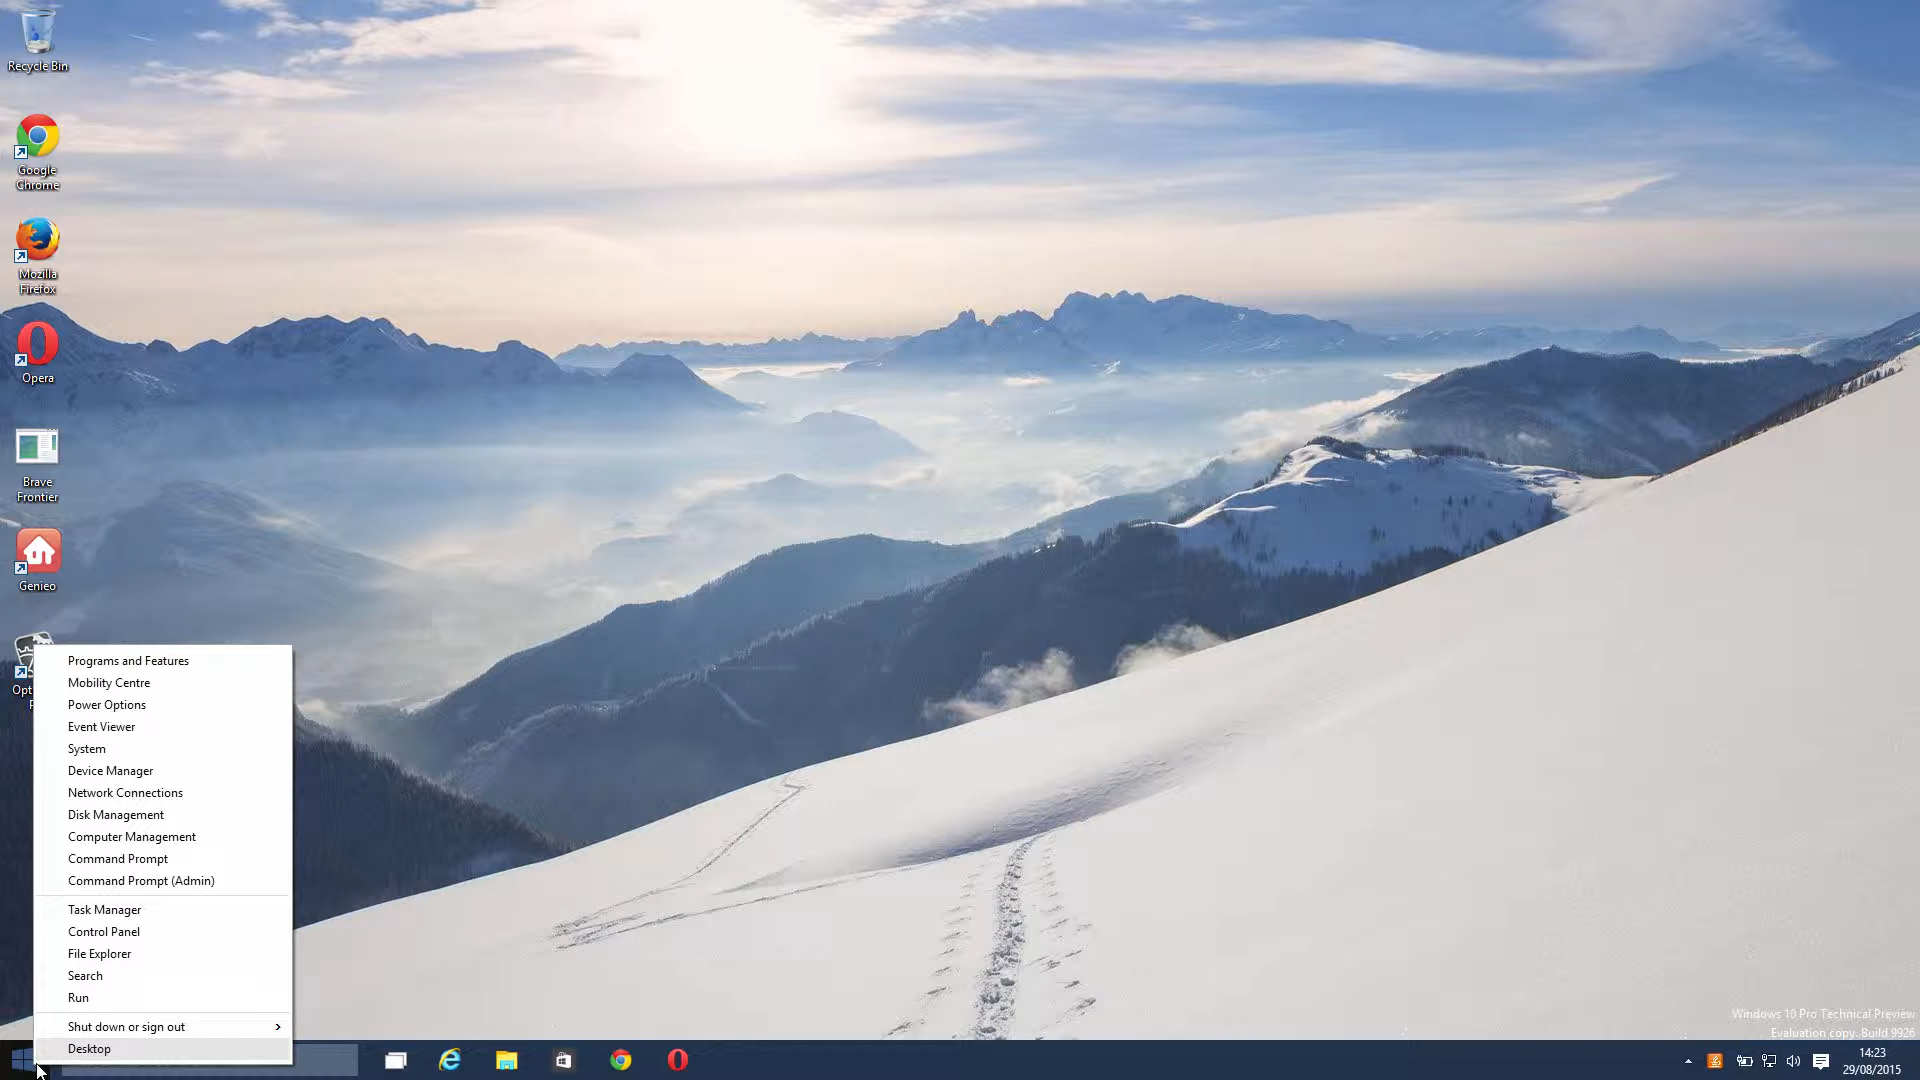 Recycle Bin
Google
Chrome
Mozilla
Firefox
Opera
Brave
Frontier
Genieo
Programs and Features
Mobility Centre
Power Options
Event Viewer
System
Device Manager
Network Connections
Disk Management
Computer Management
Command Prompt
Command Prompt (Admin)
Task Manager
Control Panel
File Explorer
Search
Run
Shut down or sign out
Desktop
Windows 10 Pro Technical Preview
Evaluation copy. Build 9926
14:23
29/08/2015